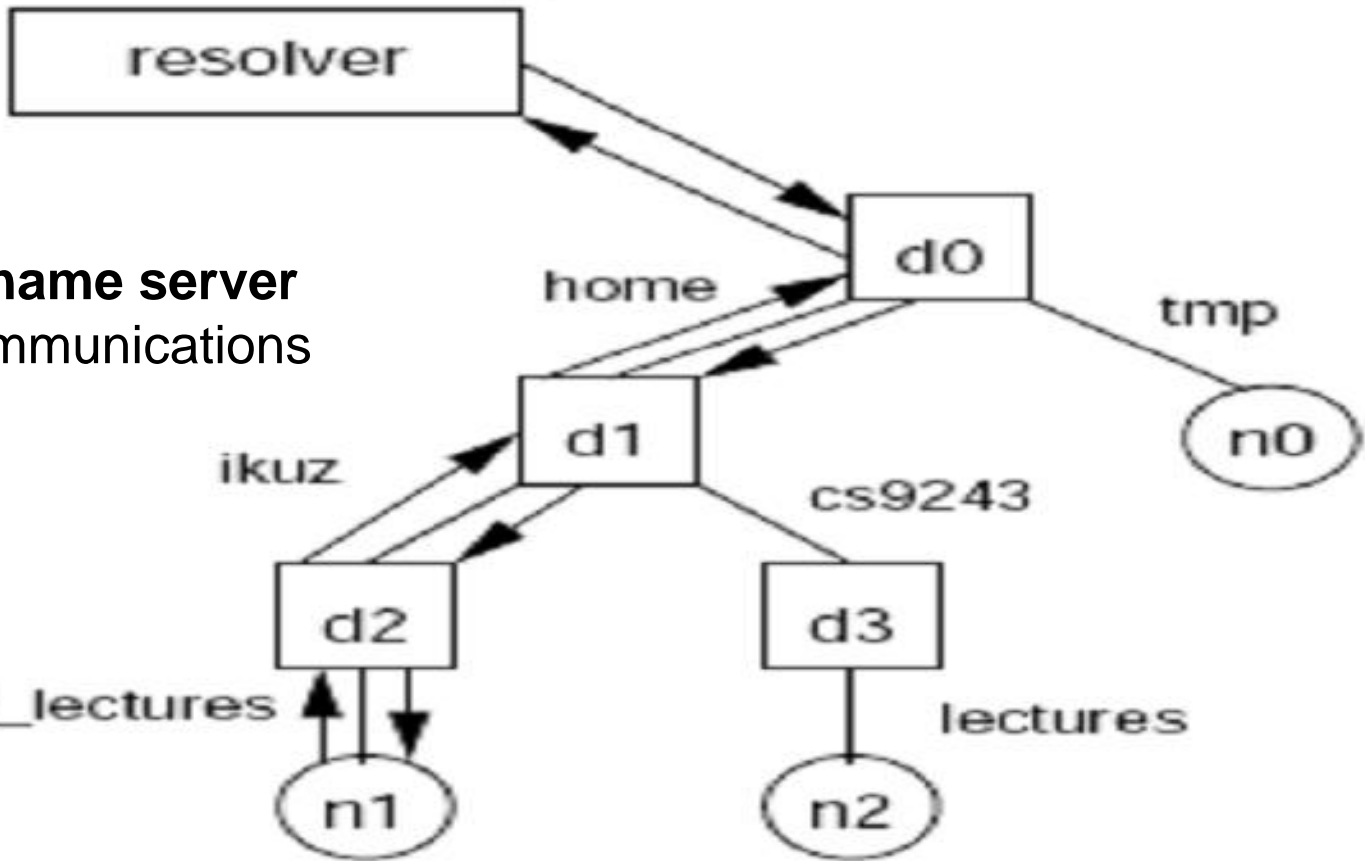 resolver
d0
name server
home
tmp
mmunications
d1
n0
ikuz
cs9243
d2
d3
_lectures
lectures
n1
n2